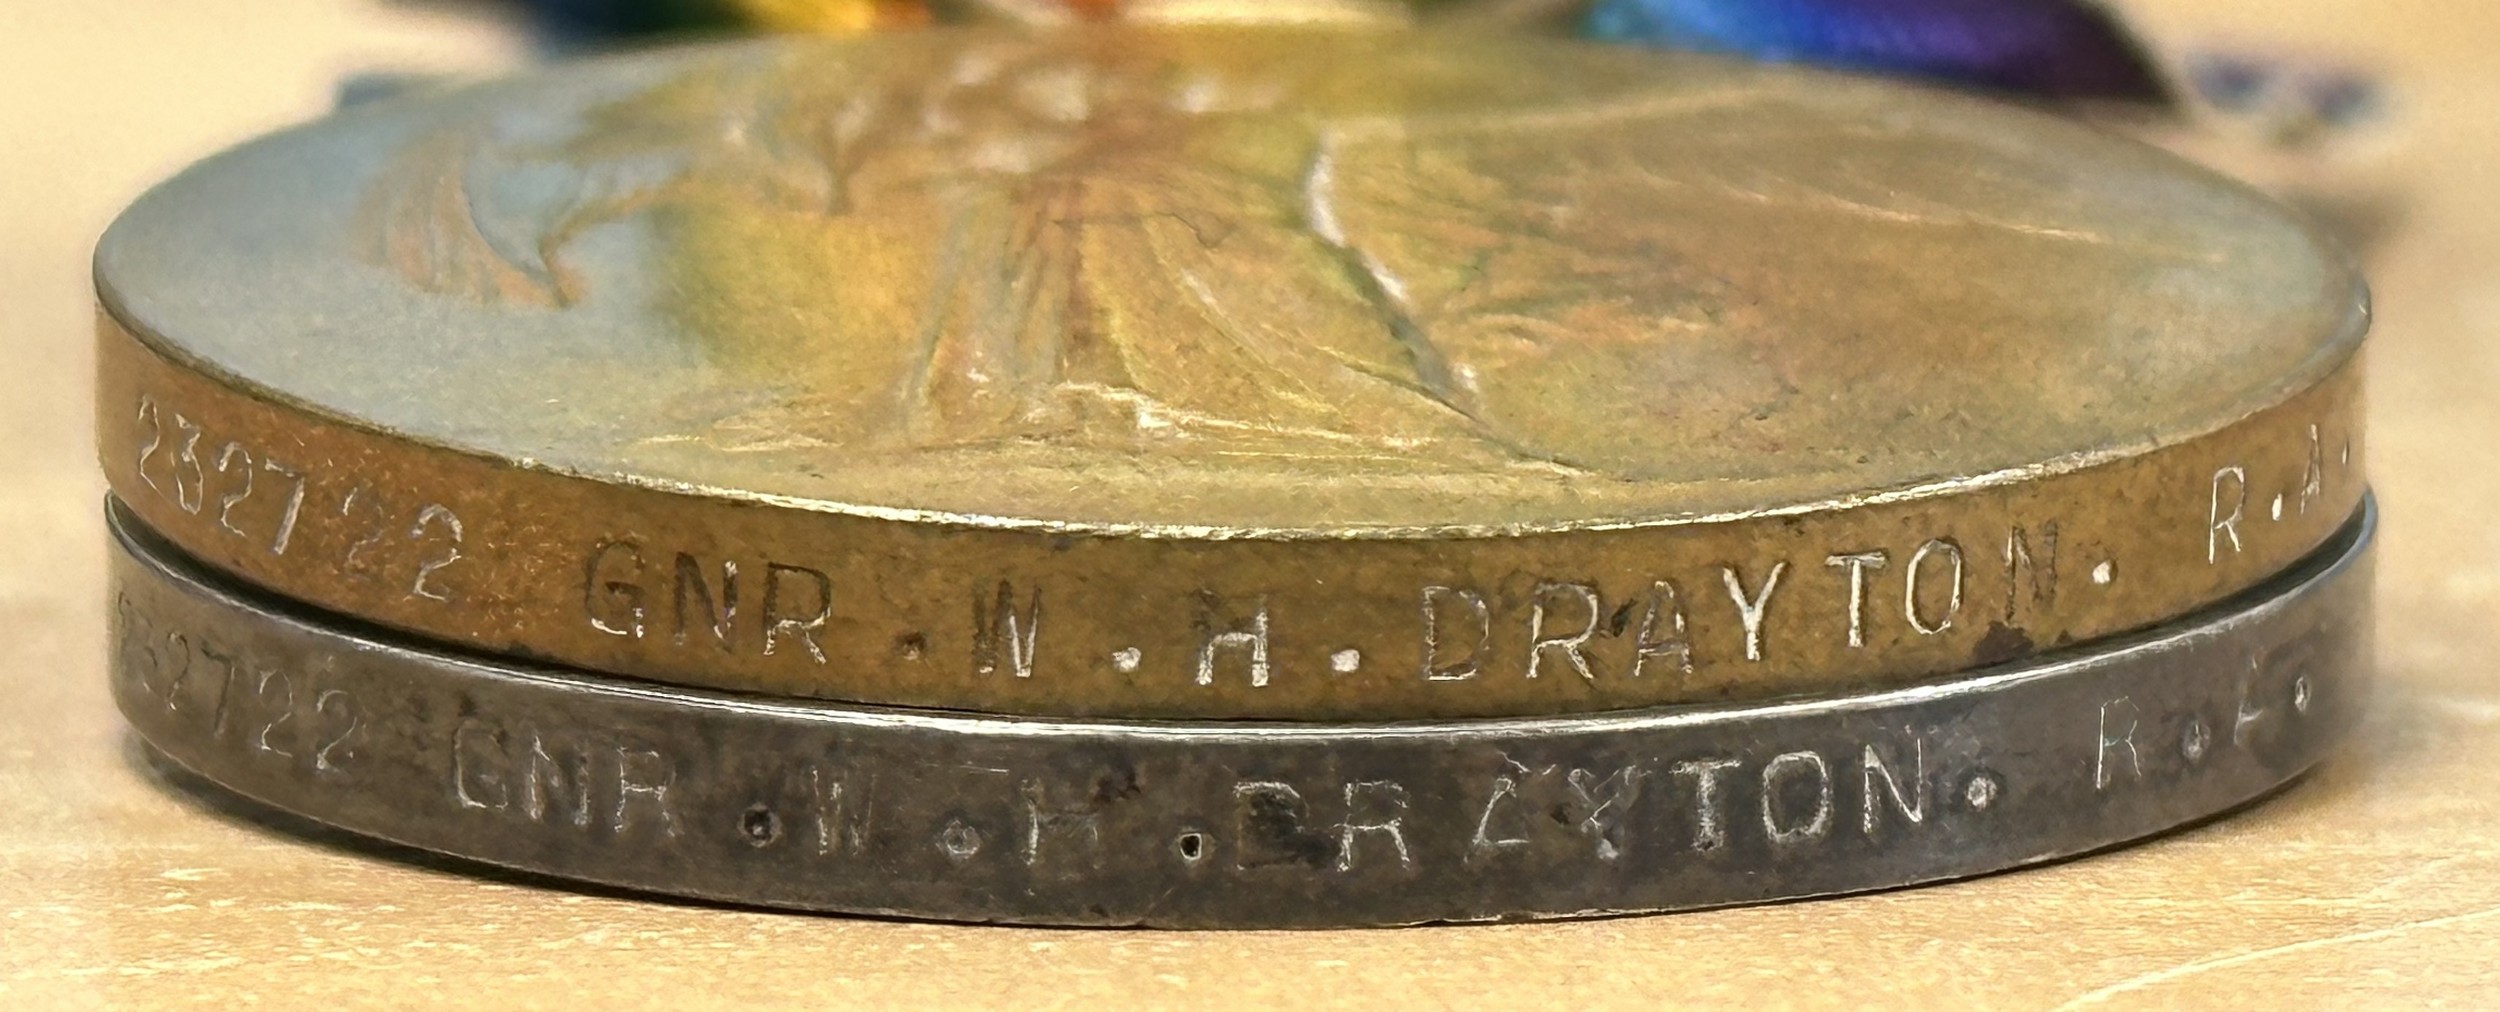 232722 GNR. W. H. DRAYTON. R.A.
232722 GNR. W. H. DRAYTON. R.A.